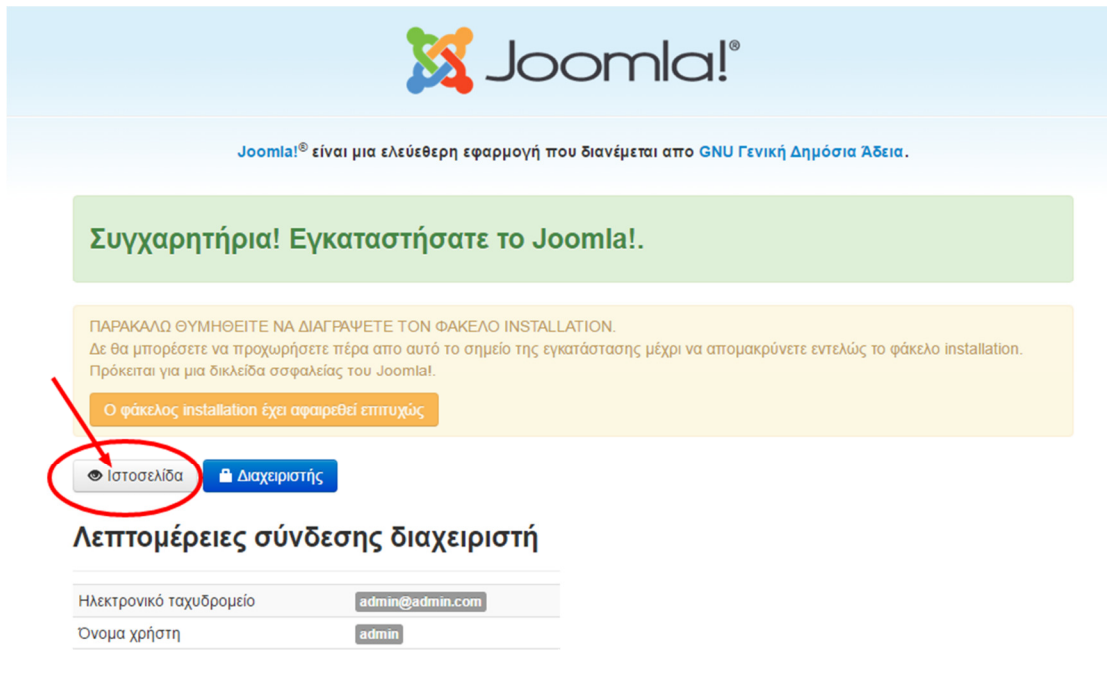 Joomla!®
Joomla!® είναι μια ελεύθερη εφαρμογή που διανέμεται απο GNU Γενική Δημόσια Άδεια.
Συγχαρητήρια! Εγκαταστήσατε το Joomla!.
ΠΑΡΑΚΑΛΩ ΘΥΜΗΘΕΙΤΕ ΝΑ ΔΙΑΓΡΑΨΕΤΕ ΤΟΝ ΦΑΚΕΛΟ INSTALLATION.
Δε θα μπορέσετε να προχωρήσετε πέρα απο αυτό το σημείο της εγκατάστασης μέχρι να απομακρύνετε εντελώς το φάκελο installation.
Πρόκειται για μια δικλείδα σσφαλείας του Joomla!.
Ο φάκελος installation έχει αφαιρεθεί επιτυχώς
Ιστοσελίδα Διαχειριστής
Λεπτομέρειες σύνδεσης διαχειριστή
Ηλεκτρονικό ταχυδρομείο admin@admin.com
Όνομα χρήστη admin